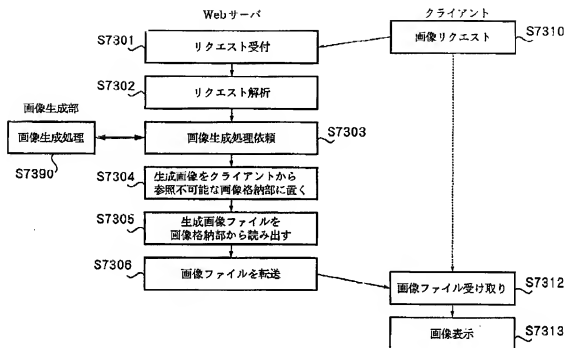 Webサーバ
クライアント
S7301
リクエスト受付
画像リクエスト
S7310
S7302
リクエスト解析
画像生成部
画像生成処理
画像生成処理依頼
S7303
S7390
S7304
生成画像をクライアントから
参照不可能な画像格納部に置く
S7305
生成画像ファイルを
画像格納部から読み出す
S7306
画像ファイルを転送
画像ファイル受け取り
S7312
画像表示
S7313